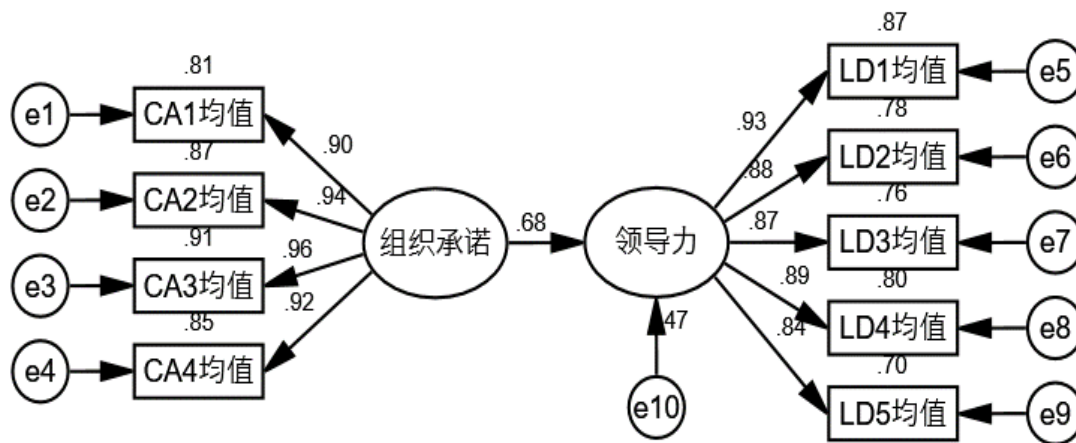 .81
e1
CA1均值
.90
.87
e2
CA2均值
.94
.91
e3
CA3均值
.96
.85
e4
CA4均值
.92
组织承诺
.68
领导力
.47
e10
.87
LD1均值
e5
.93
.78
LD2均值
e6
.88
.76
LD3均值
e7
.87
.80
LD4均值
e8
.89
.70
LD5均值
e9
.84